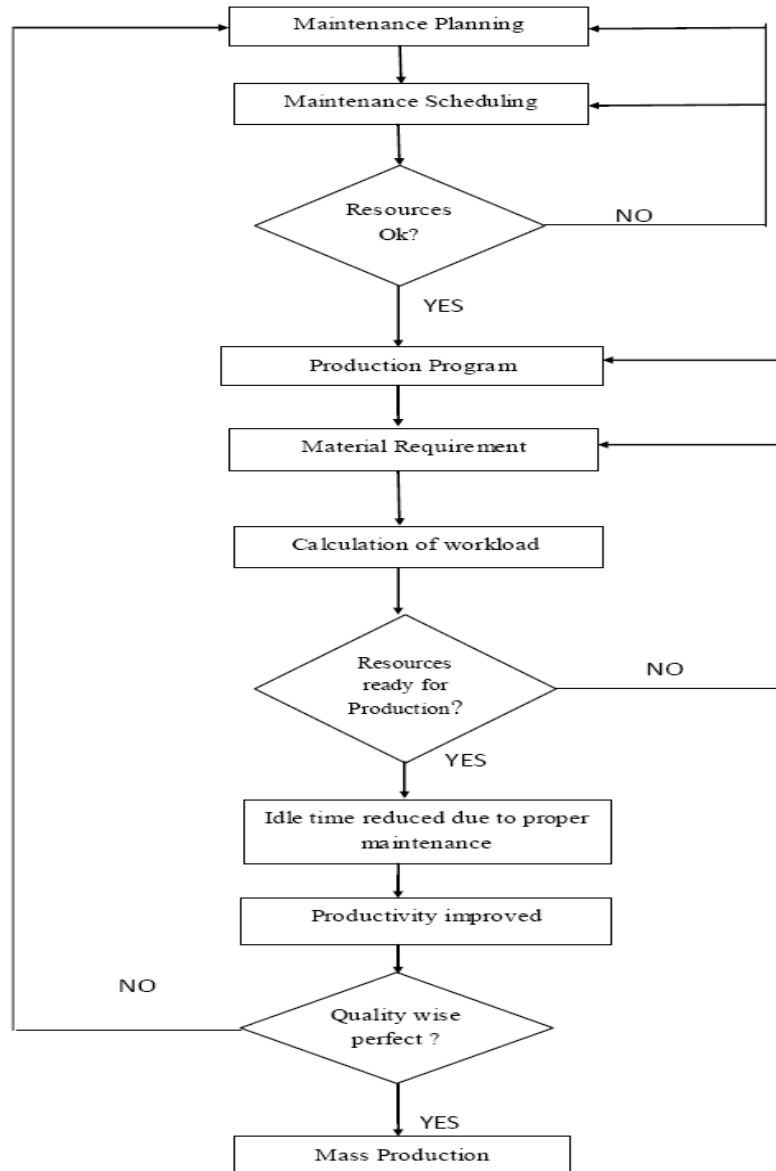 Maintenance Planning
Maintenance Scheduling
Resources
Ok?
NO
YES
Production Program
Material Requirement
Calculation of workload
Resources
ready for
Production?
NO
YES
Idle time reduced due to proper
maintenance
Productivity improved
NO
Quality wise
perfect ?
YES
Mass Production